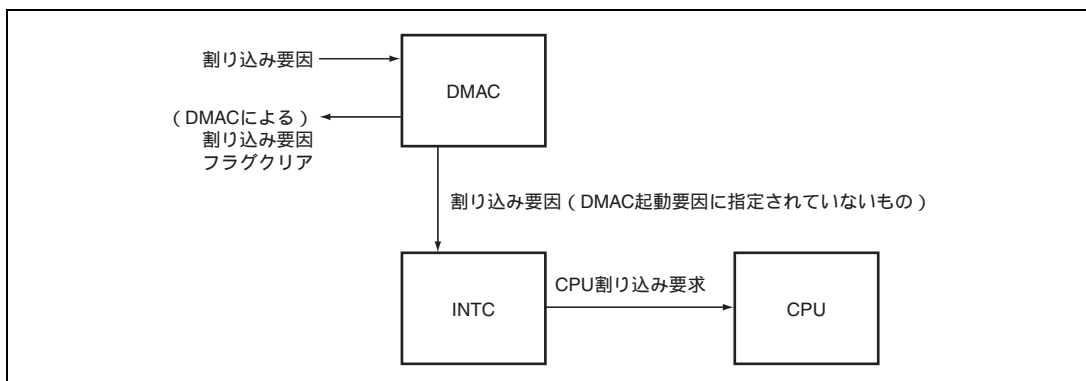 割り込み要因
DMAC
（DMACによる）
割り込み要因
フラグクリア
割り込み要因（DMAC起動要因に指定されていないもの）
INTC
CPU割り込み要求
CPU